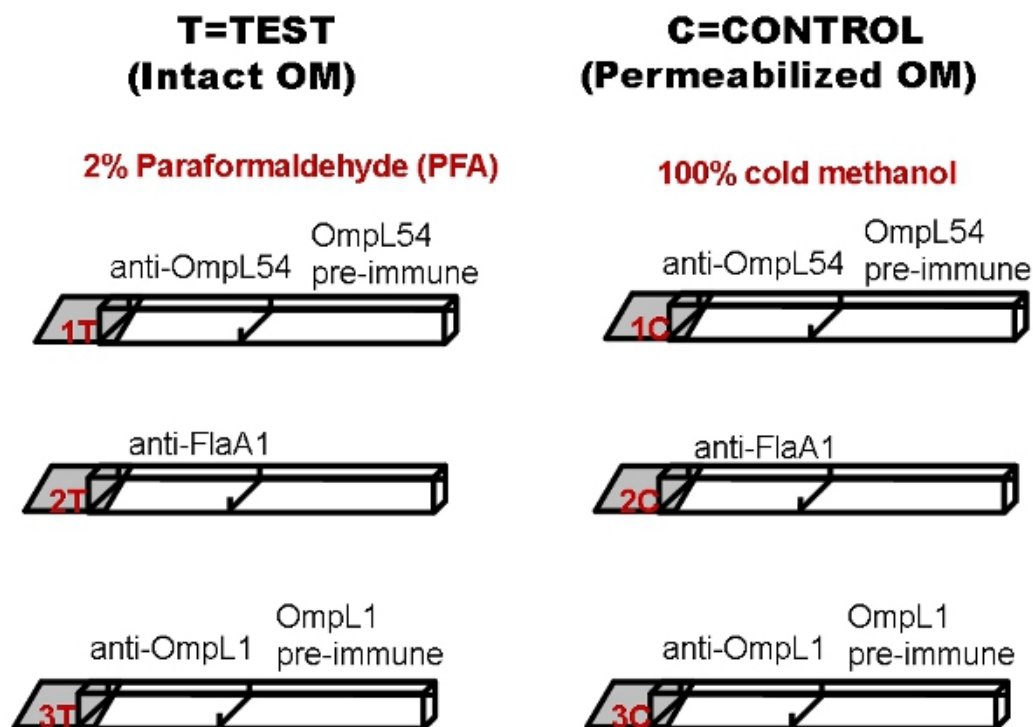 T=TEST
(Intact OM)
C=CONTROL
(Permeabilized OM)
2% Paraformaldehyde (PFA)
100% cold methanol
anti-OmpL54
OmpL54
pre-immune
1T
anti-OmpL54
OmpL54
pre-immune
1C
anti-FlaA1
2T
anti-FlaA1
2C
anti-OmpL1
OmpL1
pre-immune
3T
anti-OmpL1
OmpL1
pre-immune
3C